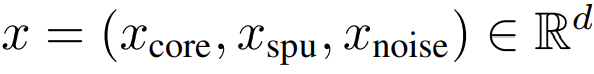 x = (x_core, x_spu, x_noise) ∈ ℝ^d